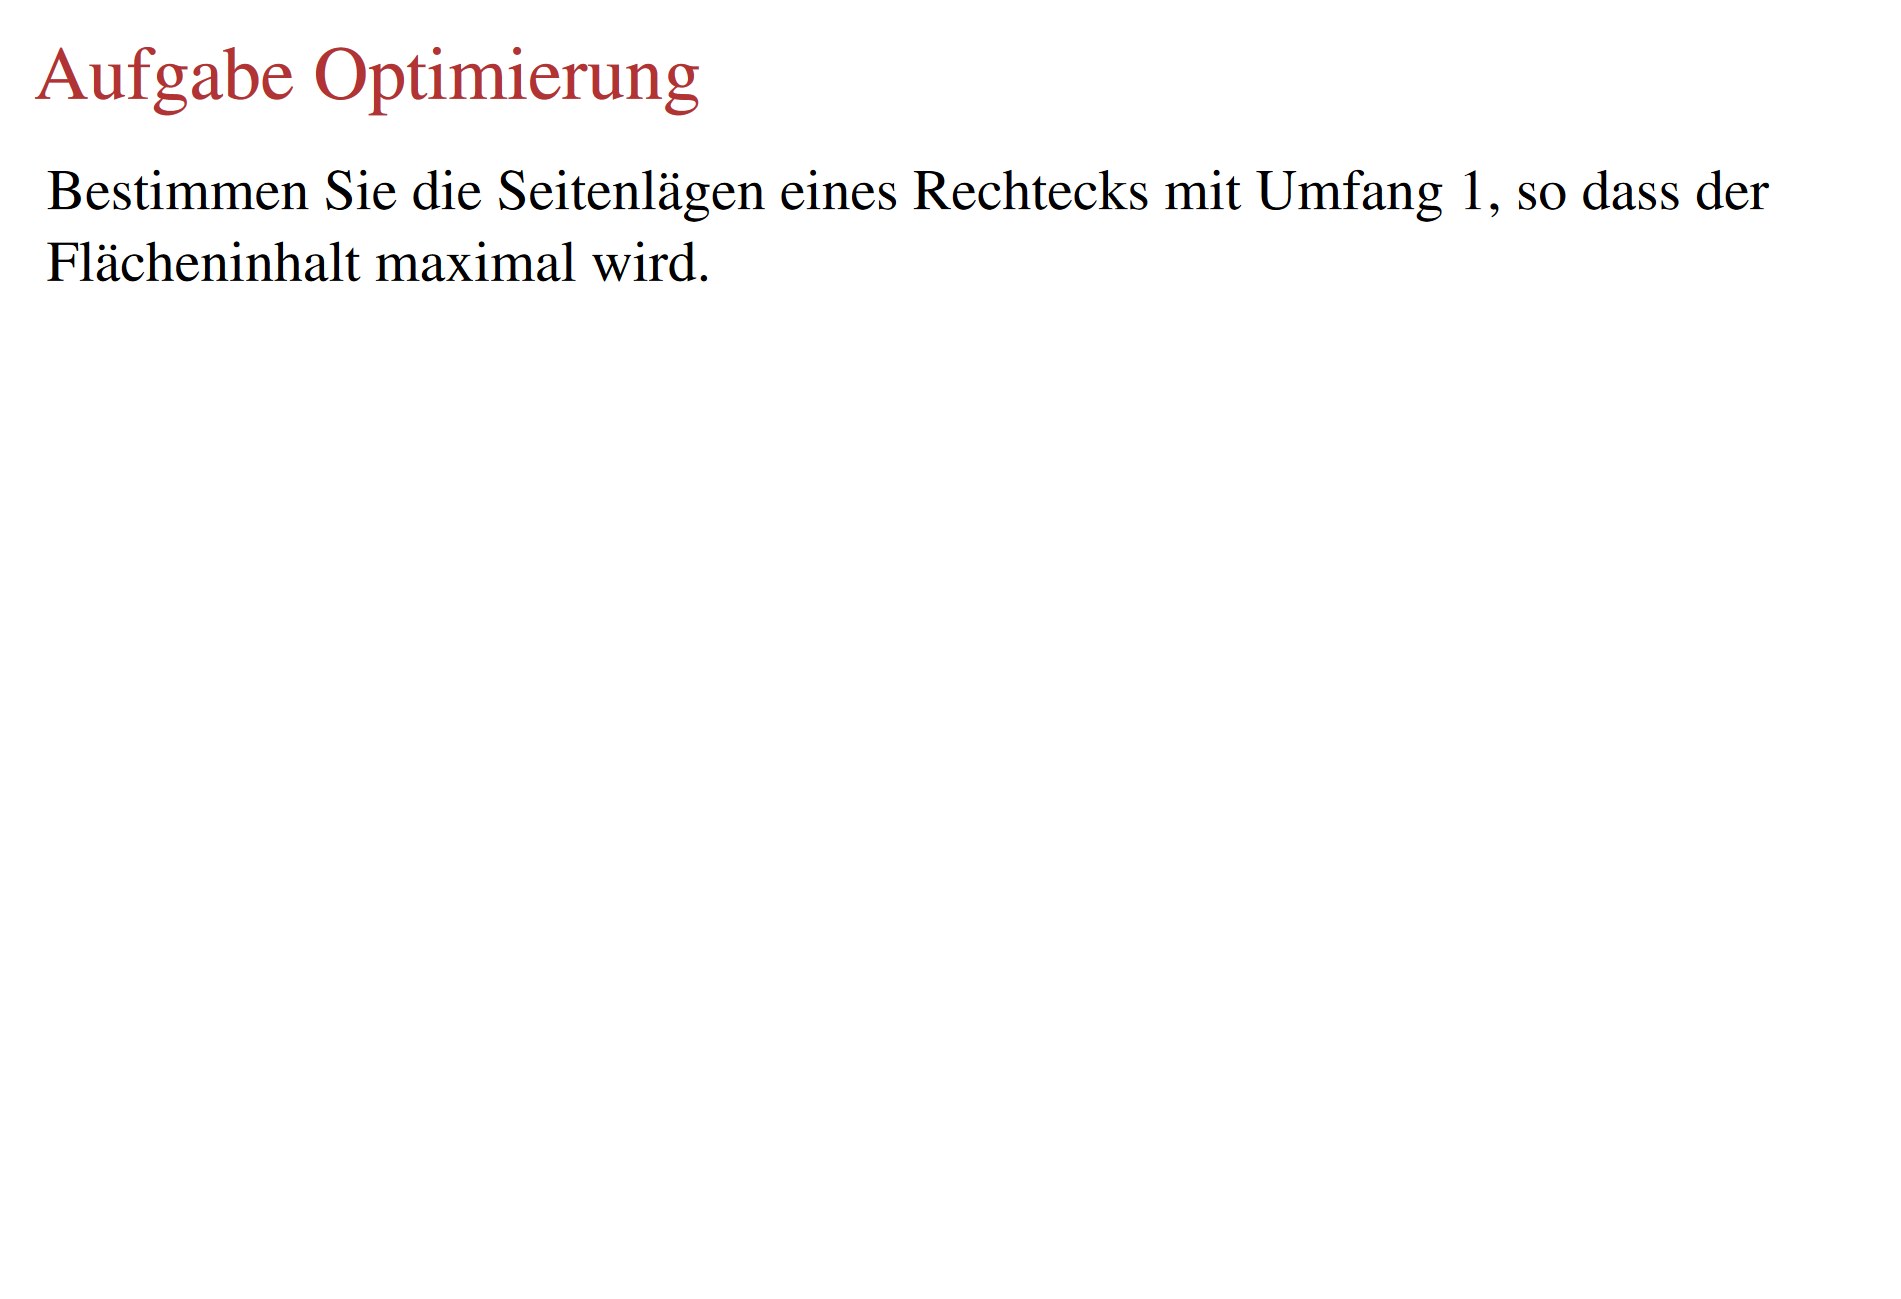 Aufgabe Optimierung
Bestimmen Sie die Seitenlägen eines Rechtecks mit Umfang 1, so dass der
Flächeninhalt maximal wird.